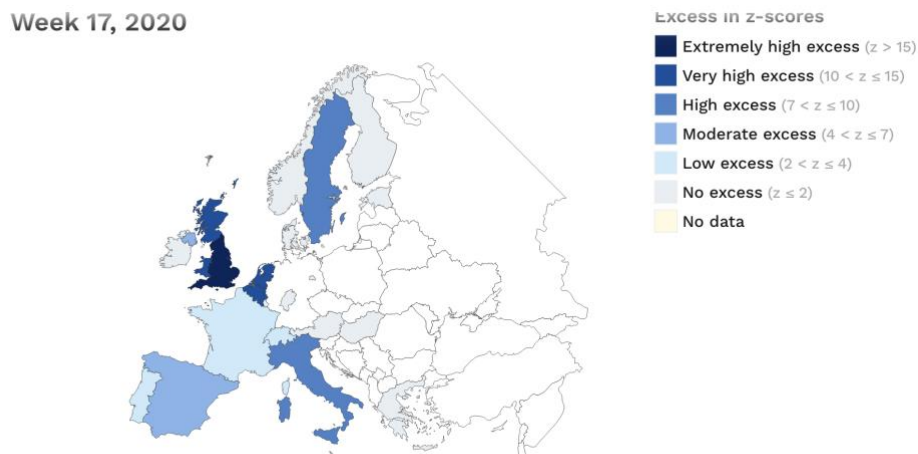 Week 17, 2020
Excess in z-scores
Extremely high excess (z > 15)
Very high excess (10 < z ≤ 15)
High excess (7 < z ≤ 10)
Moderate excess (4 < z ≤ 7)
Low excess (2 < z ≤ 4)
No excess (z ≤ 2)
No data